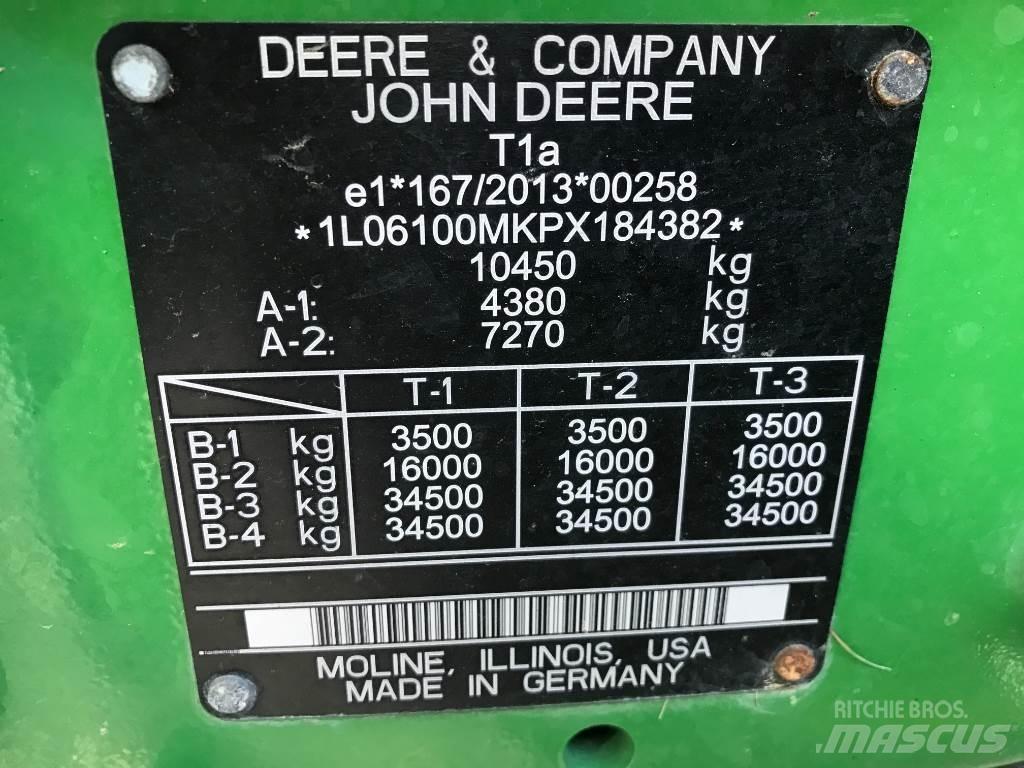 DEERE & COMPANY
JOHN DEERE
T1a
e1*167/2013*00258
*1L06100MKPX184382*
10450 kg
A-1: 4380 kg
A-2: 7270 kg
T-1 T-2 T-3
B-1 kg 3500 3500 3500
B-2 kg 16000 16000 16000
B-3 kg 34500 34500 34500
B-4 kg 34500 34500 34500
MOLINE, ILLINOIS, USA
MADE IN GERMANY
RITCHIE BROS.
MASCUS